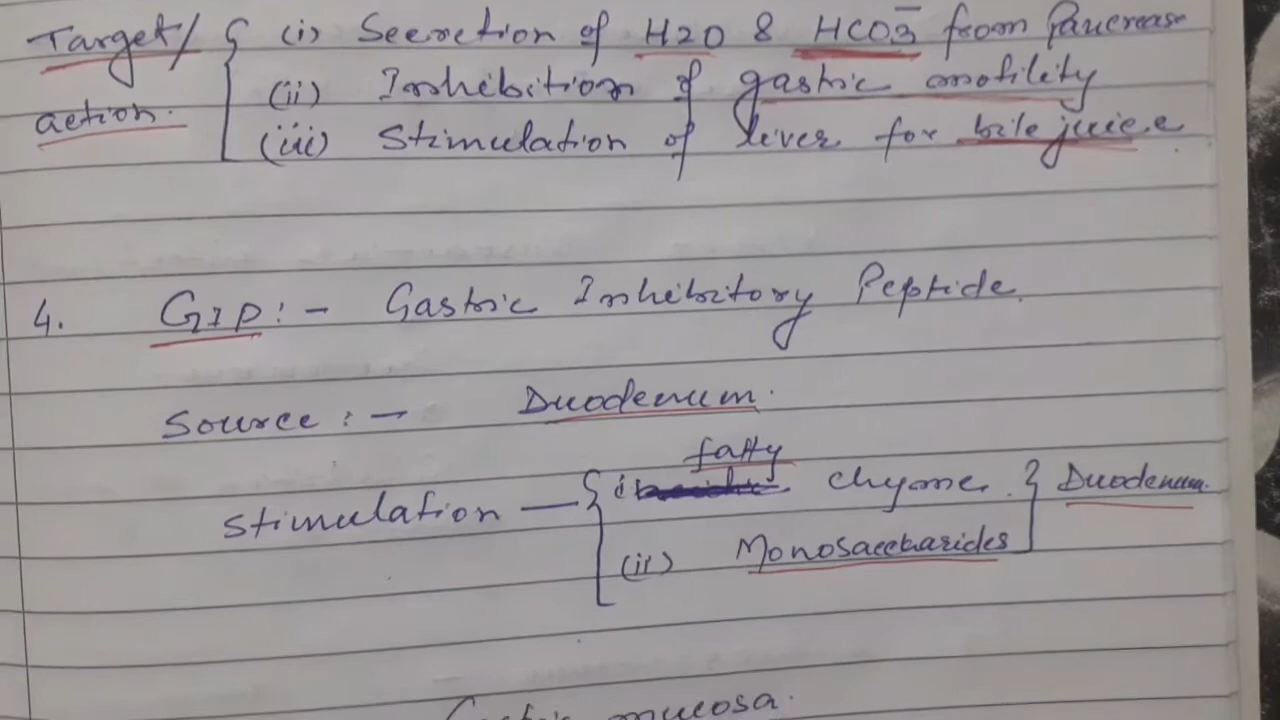 Target/ { (i) Secretion of H2O & HCO3⁻ from Pancrease
action. (ii) Inhibition of gastric motility
(iii) Stimulation of liver for bile juice
4. GIP :- Gastric Inhibitory Peptide.
Source :- Duodenum.
fatty
stimulation — { (i) chyme. } Duodenum.
(ii) Monosaccharides
mucosa.